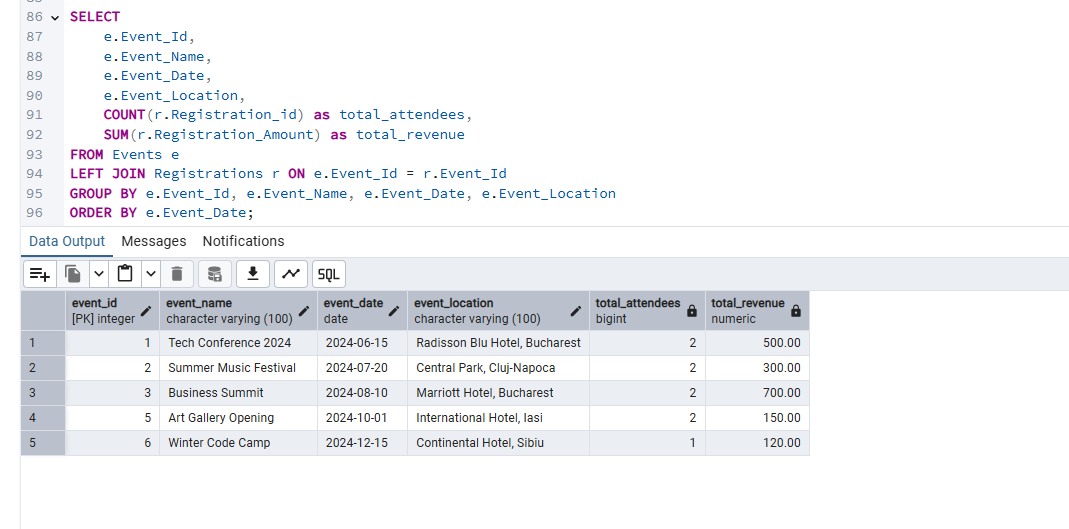 86 SELECT
87 e.Event_Id,
88 e.Event_Name,
89 e.Event_Date,
90 e.Event_Location,
91 COUNT(r.Registration_id) as total_attendees,
92 SUM(r.Registration_Amount) as total_revenue
93 FROM Events e
94 LEFT JOIN Registrations r ON e.Event_Id = r.Event_Id
95 GROUP BY e.Event_Id, e.Event_Name, e.Event_Date, e.Event_Location
96 ORDER BY e.Event_Date;
Data Output Messages Notifications
SQL
event_id event_name event_date event_location total_attendees total_revenue
[PK] integer character varying (100) date character varying (100) bigint numeric
1 1 Tech Conference 2024 2024-06-15 Radisson Blu Hotel, Bucharest 2 500.00
2 2 Summer Music Festival 2024-07-20 Central Park, Cluj-Napoca 2 300.00
3 3 Business Summit 2024-08-10 Marriott Hotel, Bucharest 2 700.00
4 5 Art Gallery Opening 2024-10-01 International Hotel, Iasi 2 150.00
5 6 Winter Code Camp 2024-12-15 Continental Hotel, Sibiu 1 120.00